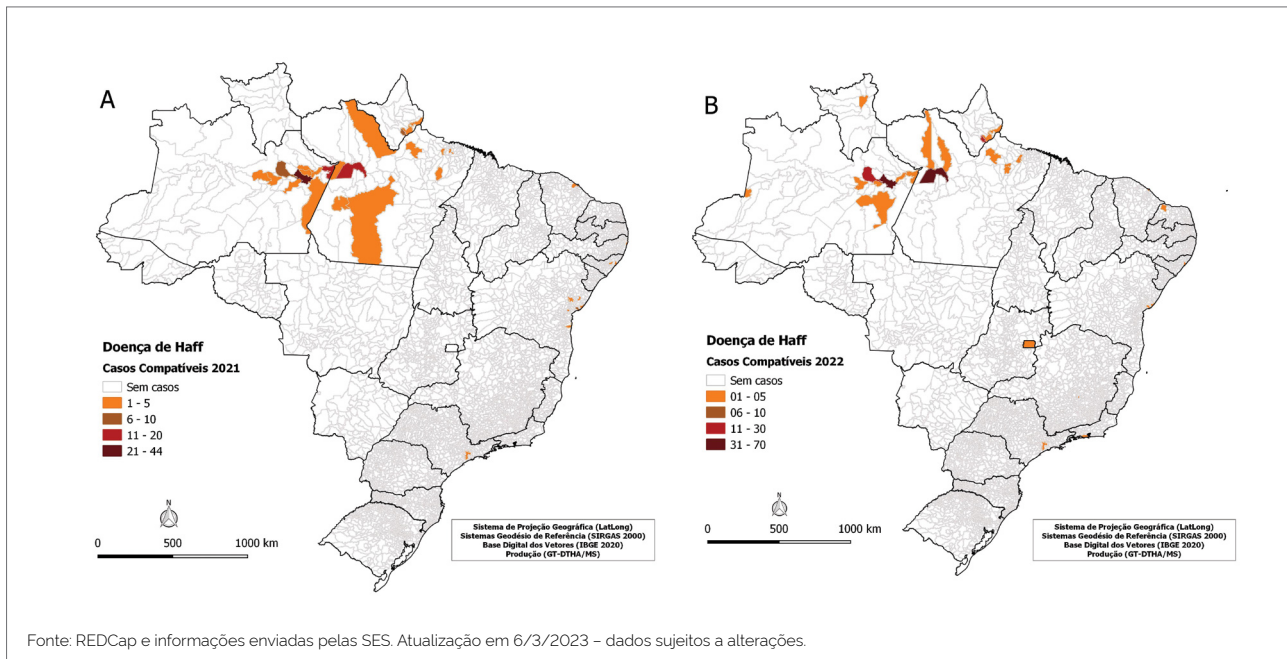 A
Doença de Haff
Casos Compatíveis 2021
Sem casos
1 - 5
6 - 10
11 - 20
21 - 44
N
0 500 1000 km
Sistema de Projeção Geográfica (LatLong)
Sistemas Geodésio de Referência (SIRGAS 2000)
Base Digital dos Vetores (IBGE 2020)
Produção (GT-DTHA/MS)
B
Doença de Haff
Casos Compatíveis 2022
Sem casos
01 - 05
06 - 10
11 - 30
31 - 70
N
0 500 1000 km
Sistema de Projeção Geográfica (LatLong)
Sistemas Geodésio de Referência (SIRGAS 2000)
Base Digital dos Vetores (IBGE 2020)
Produção (GT-DTHA/MS)
Fonte: REDCap e informações enviadas pelas SES. Atualização em 6/3/2023 – dados sujeitos a alterações.